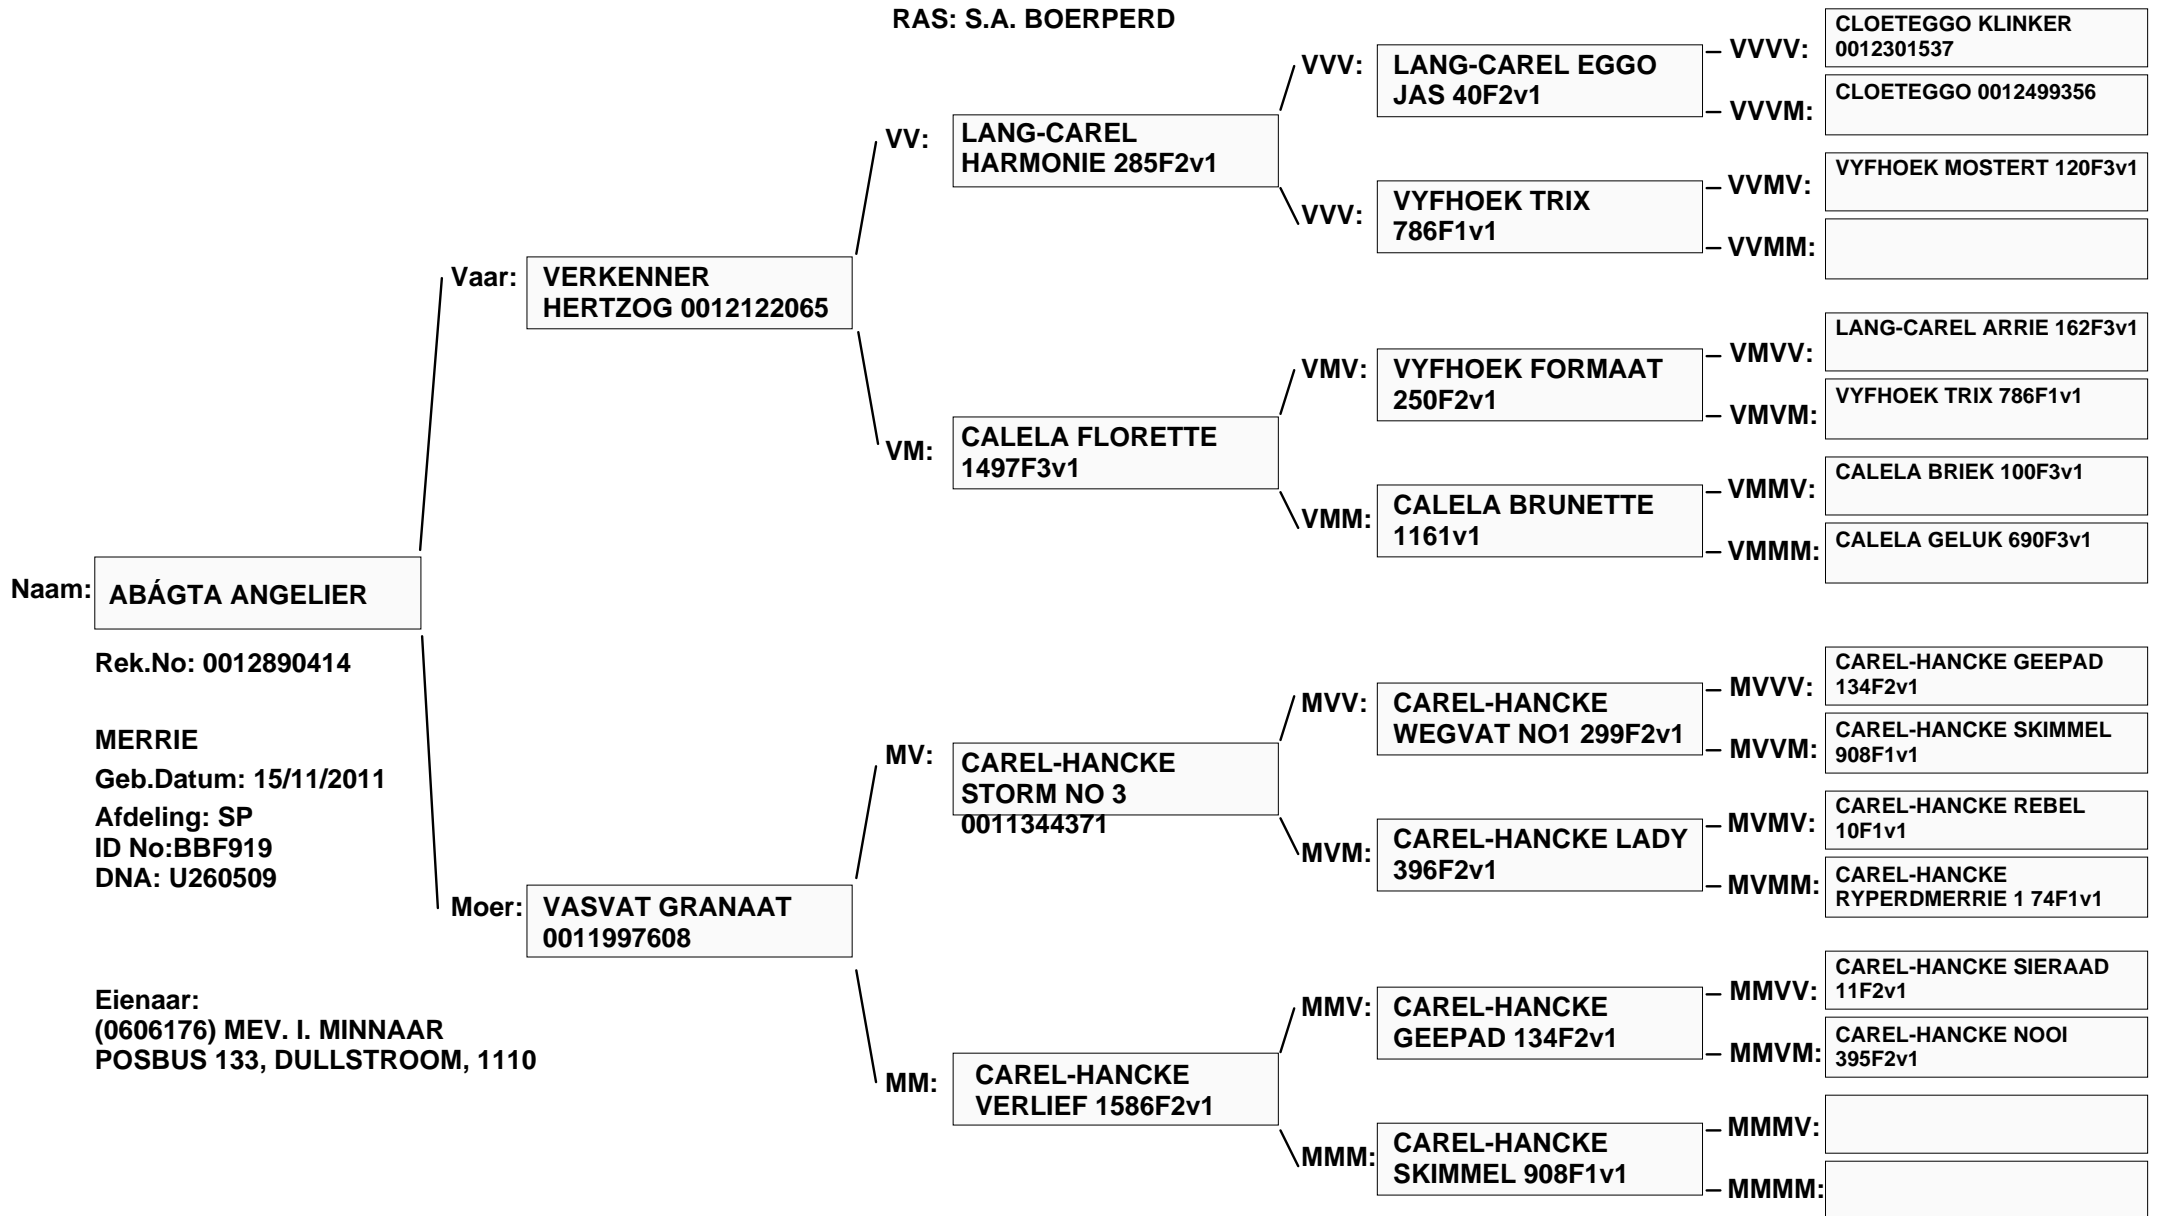 RAS: S.A. BOERPERD
Naam:
ABÁGTA ANGELIER
Rek.No: 0012890414
MERRIE
Geb.Datum: 15/11/2011
Afdeling: SP
ID No:BBF919
DNA: U260509
Eienaar:
(0606176) MEV. I. MINNAAR
POSBUS 133, DULLSTROOM, 1110
Vaar:
VERKENNER
HERTZOG 0012122065
Moer:
VASVAT GRANAAT
0011997608
VV:
LANG-CAREL
HARMONIE 285F2v1
VM:
CALELA FLORETTE
1497F3v1
MV:
CAREL-HANCKE
STORM NO 3
0011344371
MM:
CAREL-HANCKE
VERLIEF 1586F2v1
VVV:
LANG-CAREL EGGO
JAS 40F2v1
VVV:
VYFHOEK TRIX
786F1v1
VMV:
VYFHOEK FORMAAT
250F2v1
VMM:
CALELA BRUNETTE
1161v1
MVV:
CAREL-HANCKE
WEGVAT NO1 299F2v1
MVM:
CAREL-HANCKE LADY
396F2v1
MMV:
CAREL-HANCKE
GEEPAD 134F2v1
MMM:
CAREL-HANCKE
SKIMMEL 908F1v1
VVVV:
CLOETEGGO KLINKER
0012301537
VVVM:
CLOETEGGO 0012499356
VVMV:
VYFHOEK MOSTERT 120F3v1
VVMM:
VMVV:
LANG-CAREL ARRIE 162F3v1
VMVM:
VYFHOEK TRIX 786F1v1
VMMV:
CALELA BRIEK 100F3v1
VMMM:
CALELA GELUK 690F3v1
MVVV:
CAREL-HANCKE GEEPAD
134F2v1
MVVM:
CAREL-HANCKE SKIMMEL
908F1v1
MVMV:
CAREL-HANCKE REBEL
10F1v1
MVMM:
CAREL-HANCKE
RYPERDMERRIE 1 74F1v1
MMVV:
CAREL-HANCKE SIERAAD
11F2v1
MMVM:
CAREL-HANCKE NOOI
395F2v1
MMMV:
MMMM: